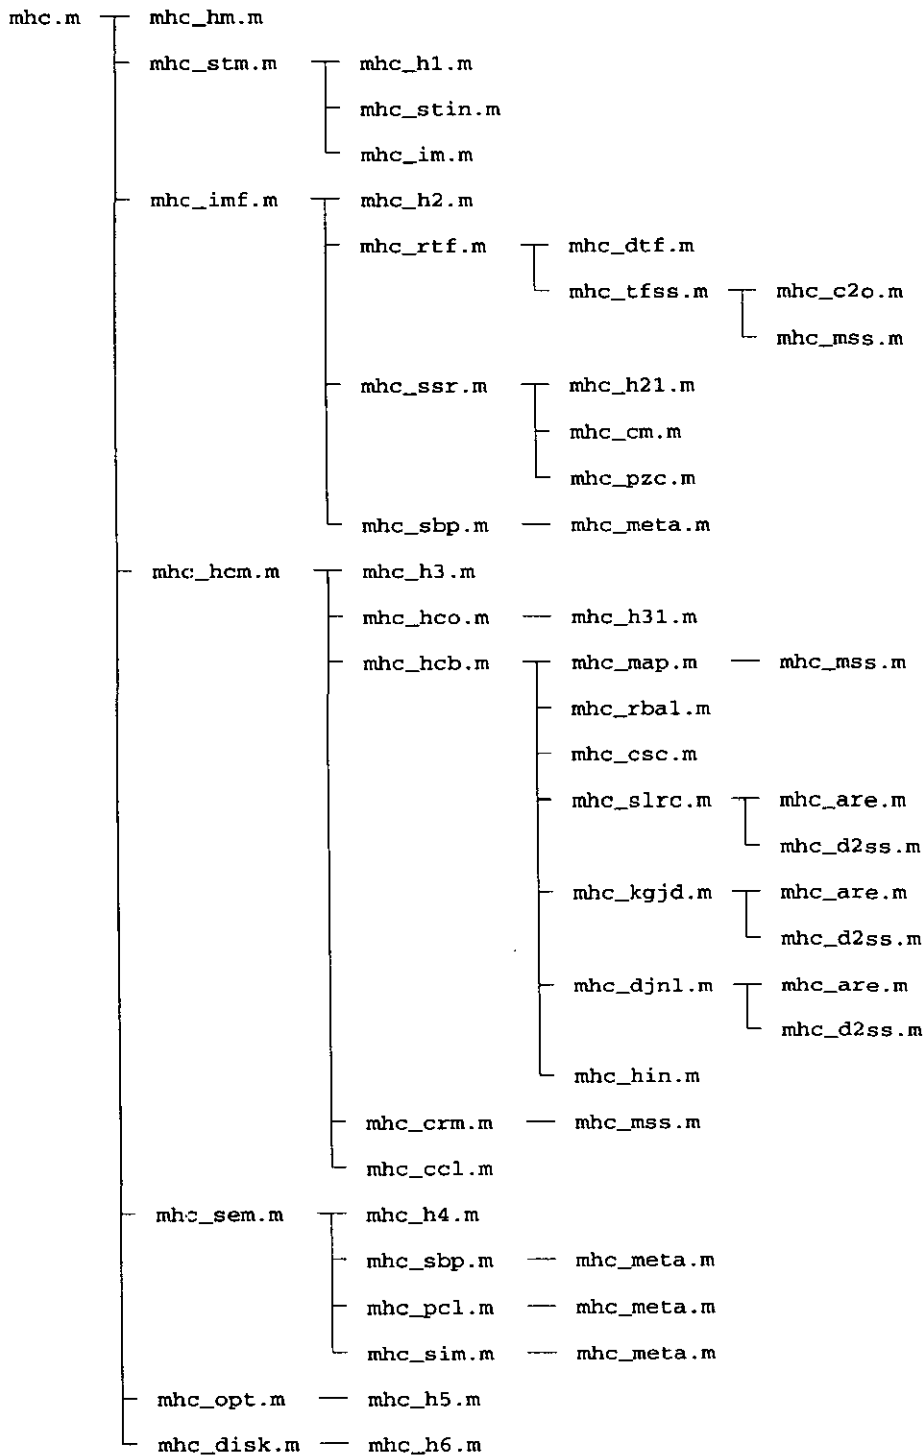 mhc.m mhc_hm.m
mhc_stm.m mhc_h1.m
mhc_stin.m
mhc_im.m
mhc_imf.m mhc_h2.m
mhc_rtf.m mhc_dtf.m
mhc_tfss.m mhc_c2o.m
mhc_mss.m
mhc_ssr.m mhc_h21.m
mhc_cm.m
mhc_pzc.m
mhc_sbp.m mhc_meta.m
mhc_hcm.m mhc_h3.m
mhc_hco.m mhc_h31.m
mhc_hcb.m mhc_map.m mhc_mss.m
mhc_rbal.m
mhc_csc.m
mhc_slrc.m mhc_are.m
mhc_d2ss.m
mhc_kgjd.m mhc_are.m
mhc_d2ss.m
mhc_djnl.m mhc_are.m
mhc_d2ss.m
mhc_hin.m
mhc_crm.m mhc_mss.m
mhc_ccl.m
mhc_sem.m mhc_h4.m
mhc_sbp.m mhc_meta.m
mhc_pcl.m mhc_meta.m
mhc_sim.m mhc_meta.m
mhc_opt.m mhc_h5.m
mhc_disk.m mhc_h6.m